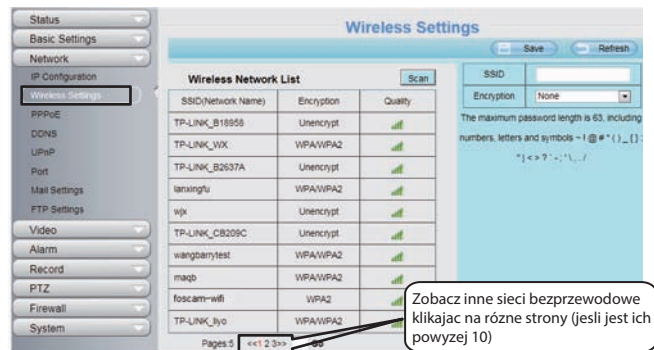 Status
Basic Settings
Network
IP Configuration
Wireless Settings
PPPoE
DDNS
UPnP
Port
Mail Settings
FTP Settings
Video
Alarm
Record
PTZ
Firewall
System
Wireless Settings
Save Refresh
Wireless Network List Scan
SSID(Network Name) Encryption Quality
TP-LINK_B18958 Unencrypt
TP-LINK_WX WPA/WPA2
TP-LINK_B2637A Unencrypt
lanxingfu WPA/WPA2
wjx Unencrypt
TP-LINK_CB209C Unencrypt
wangbarrytest WPA/WPA2
maqb WPA/WPA2
foscam-wifi WPA2
TP-LINK_liyo WPA/WPA2
Pages:5 <<1 2 3>> Go
SSID
Encryption None
The maximum password length is 63, including
numbers, letters and symbols ~ ! @ # * ( ) _ { } :
" | < > ? ` - ; ' \ , . /
Zobacz inne sieci bezprzewodowe
klikajac na rózne strony (jesli jest ich
powyzej 10)